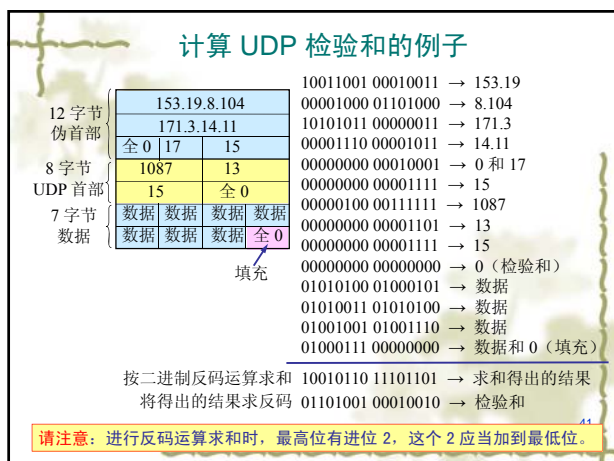 计算 UDP 检验和的例子
12 字节
伪首部
153.19.8.104
171.3.14.11
全 0 17 15
8 字节
UDP 首部
1087 13
15 全 0
7 字节
数据
数据 数据 数据 数据
数据 数据 数据 全 0
填充
10011001 00010011 → 153.19
00001000 01101000 → 8.104
10101011 00000011 → 171.3
00001110 00001011 → 14.11
00000000 00010001 → 0 和 17
00000000 00001111 → 15
00000100 00111111 → 1087
00000000 00001101 → 13
00000000 00001111 → 15
00000000 00000000 → 0（检验和）
01010100 01000101 → 数据
01010011 01010100 → 数据
01001001 01001110 → 数据
01000111 00000000 → 数据和 0（填充）
按二进制反码运算求和 10010110 11101101 → 求和得出的结果
将得出的结果求反码 01101001 00010010 → 检验和
41
请注意：进行反码运算求和时，最高位有进位 2，这个 2 应当加到最低位。